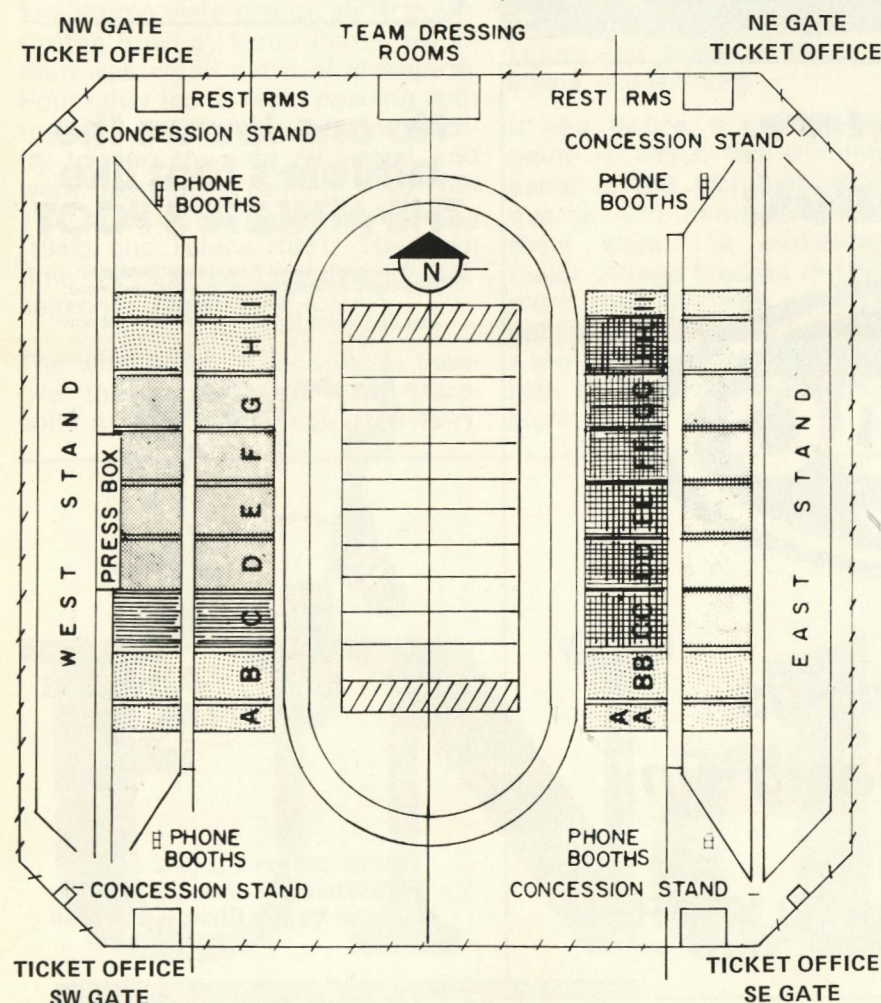 NW GATE
TICKET OFFICE
TEAM DRESSING
ROOMS
NE GATE
TICKET OFFICE
REST RMS
REST RMS
CONCESSION STAND
CONCESSION STAND
PHONE
BOOTHS
PHONE
BOOTHS
N
WEST STAND
PRESS BOX
I
H
G
F
E
D
C
B
A
II
HH
GG
FF
EE
DD
CC
BB
A
A
EAST STAND
PHONE
BOOTHS
PHONE
BOOTHS
CONCESSION STAND
CONCESSION STAND
TICKET OFFICE
SW GATE
TICKET OFFICE
SE GATE